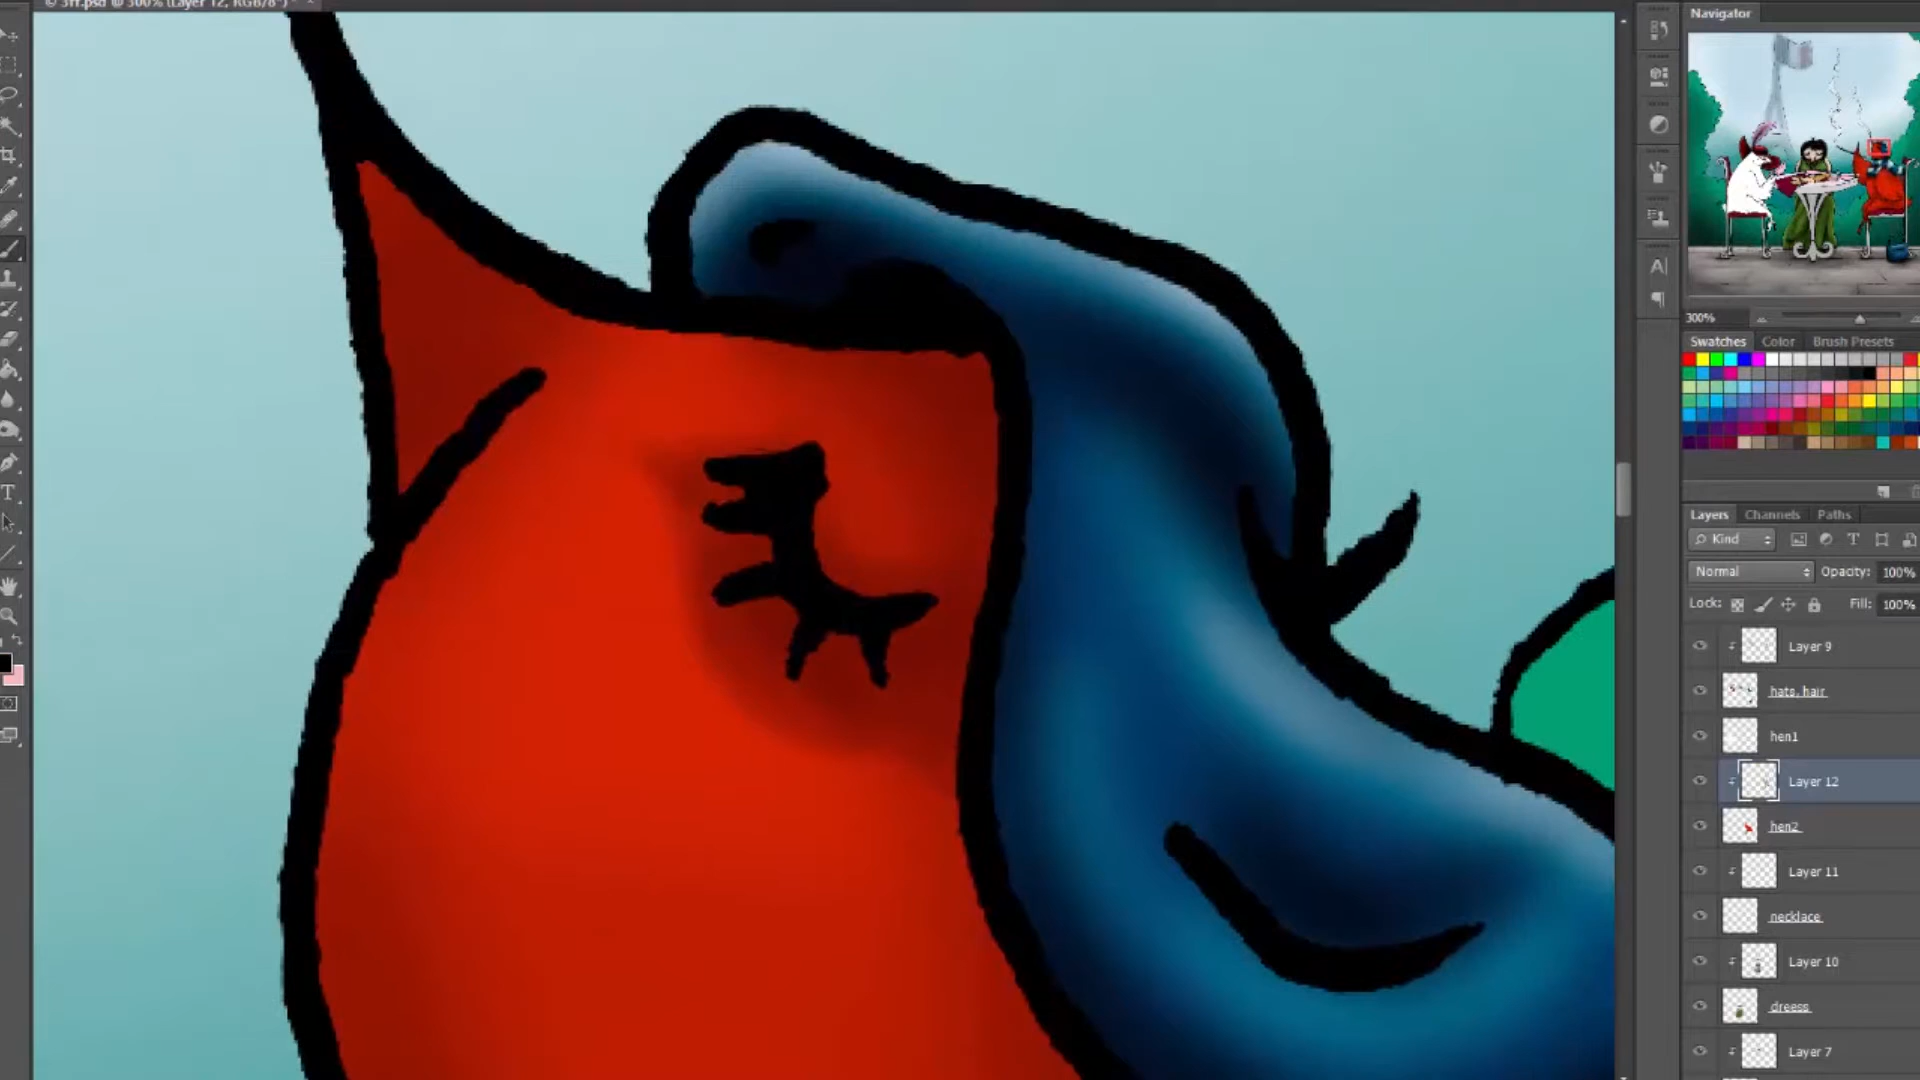 © 3ff.psd @ 300% (Layer 12, RGB/8*) * ×
Navigator
300%
Swatches Color Brush Presets
Layers Channels Paths
Kind
Normal Opacity: 100%
Lock: Fill: 100%
Layer 9
hats, hair
hen1
Layer 12
hen2
Layer 11
necklace
Layer 10
dreess
Layer 7